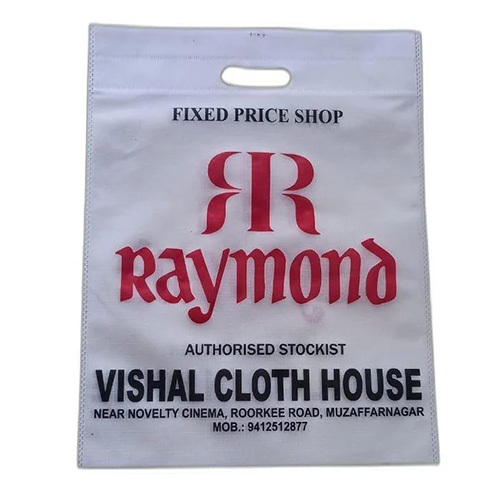 FIXED PRICE SHOP
RR
Raymond
AUTHORISED STOCKIST
VISHAL CLOTH HOUSE
NEAR NOVELTY CINEMA, ROORKEE ROAD, MUZAFFARNAGAR
MOB.: 9412512877